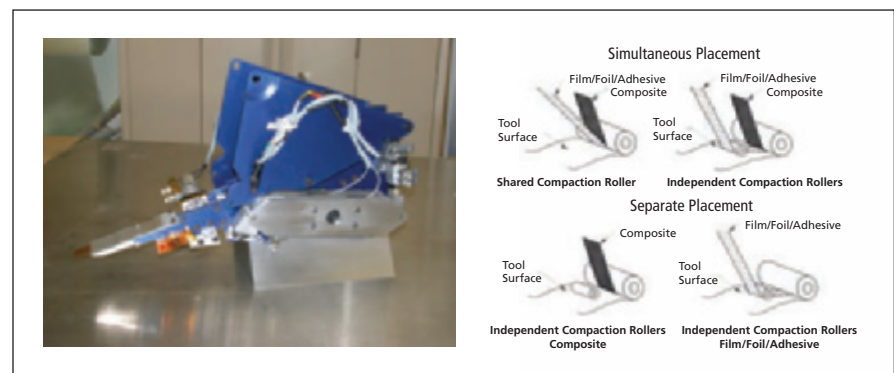 Simultaneous Placement
Film/Foil/Adhesive
Composite
Tool
Surface
Shared Compaction Roller
Film/Foil/Adhesive
Composite
Tool
Surface
Independent Compaction Rollers
Separate Placement
Composite
Tool
Surface
Independent Compaction Rollers
Composite
Film/Foil/Adhesive
Tool
Surface
Independent Compaction Rollers
Film/Foil/Adhesive